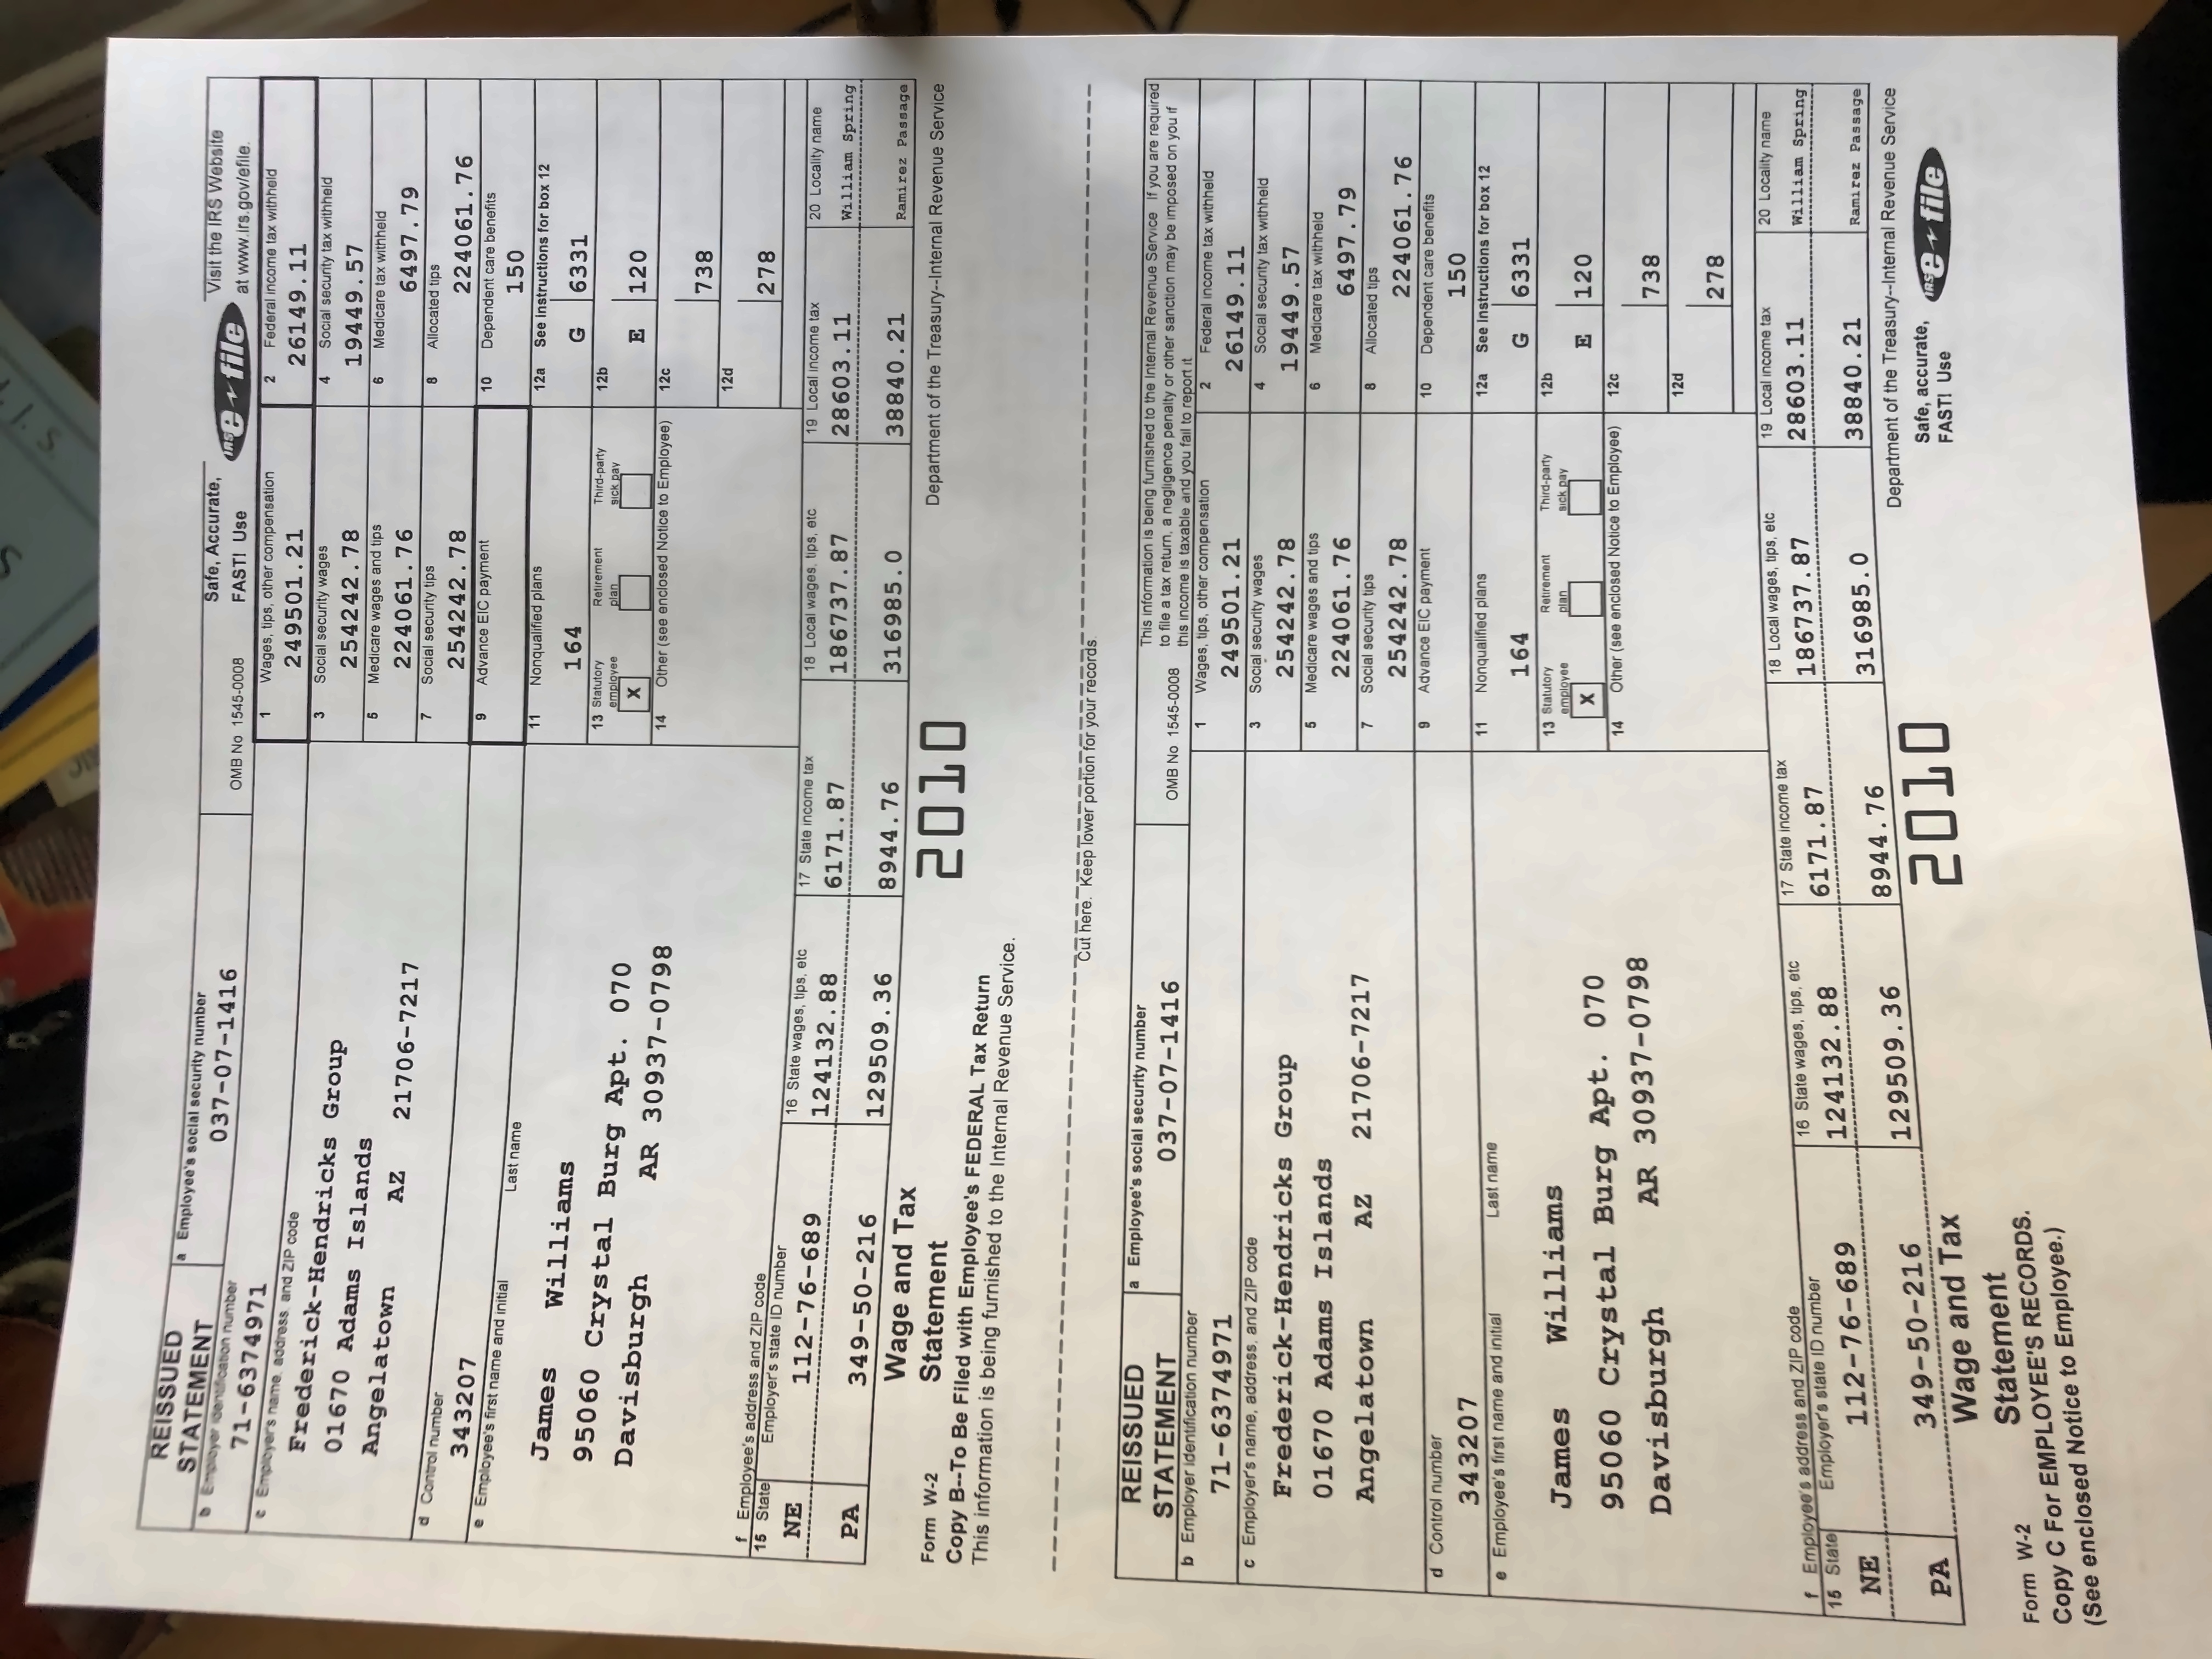 REISSUED
STATEMENT
a Employee's social security number
037-07-1416
OMB No 1545-0008
Safe, Accurate,
FAST! Use
IRS e~file
Visit the IRS Website
at www.irs.gov/efile.
b Employer identification number
71-6374971
1 Wages, tips, other compensation
249501.21
2 Federal income tax withheld
26149.11
c Employer's name, address, and ZIP code
Frederick-Hendricks Group
01670 Adams Islands
Angelatown AZ 21706-7217
3 Social security wages
254242.78
4 Social security tax withheld
19449.57
5 Medicare wages and tips
224061.76
6 Medicare tax withheld
6497.79
7 Social security tips
254242.78
8 Allocated tips
224061.76
d Control number
343207
9 Advance EIC payment
10 Dependent care benefits
150
e Employee's first name and initial Last name
James Williams
95060 Crystal Burg Apt. 070
Davisburgh AR 30937-0798
11 Nonqualified plans
164
12a See instructions for box 12
G 6331
13 Statutory employee Retirement plan Third-party sick pay
X
12b
E 120
14 Other (see enclosed Notice to Employee)
12c
738
12d
278
f Employee's address and ZIP code
15 State Employer's state ID number 16 State wages, tips, etc 17 State income tax 18 Local wages, tips, etc 19 Local income tax 20 Locality name
NE 112-76-689 124132.88 6171.87 186737.87 28603.11 William Spring
PA 349-50-216 129509.36 8944.76 316985.0 38840.21 Ramirez Passage
Form W-2 Wage and Tax
Statement
2010
Department of the Treasury--Internal Revenue Service
Copy B--To Be Filed with Employee's FEDERAL Tax Return
This information is being furnished to the Internal Revenue Service.
Cut here. Keep lower portion for your records.
REISSUED
STATEMENT
a Employee's social security number
037-07-1416
OMB No 1545-0008
This information is being furnished to the Internal Revenue Service If you are required
to file a tax return, a negligence penalty or other sanction may be imposed on you if
this income is taxable and you fail to report it
b Employer identification number
71-6374971
1 Wages, tips, other compensation
249501.21
2 Federal income tax withheld
26149.11
c Employer's name, address, and ZIP code
Frederick-Hendricks Group
01670 Adams Islands
Angelatown AZ 21706-7217
3 Social security wages
254242.78
4 Social security tax withheld
19449.57
5 Medicare wages and tips
224061.76
6 Medicare tax withheld
6497.79
7 Social security tips
254242.78
8 Allocated tips
224061.76
d Control number
343207
9 Advance EIC payment
10 Dependent care benefits
150
e Employee's first name and initial Last name
James Williams
95060 Crystal Burg Apt. 070
Davisburgh AR 30937-0798
11 Nonqualified plans
164
12a See instructions for box 12
G 6331
13 Statutory employee Retirement plan Third-party sick pay
X
12b
E 120
14 Other (see enclosed Notice to Employee)
12c
738
12d
278
f Employee's address and ZIP code
15 State Employer's state ID number 16 State wages, tips, etc 17 State income tax 18 Local wages, tips, etc 19 Local income tax 20 Locality name
NE 112-76-689 124132.88 6171.87 186737.87 28603.11 William Spring
PA 349-50-216 129509.36 8944.76 316985.0 38840.21 Ramirez Passage
Form W-2 Wage and Tax
Statement
2010
Department of the Treasury--Internal Revenue Service
Copy C For EMPLOYEE'S RECORDS.
(See enclosed Notice to Employee.)
Safe, accurate,
FAST! Use
IRS e~file